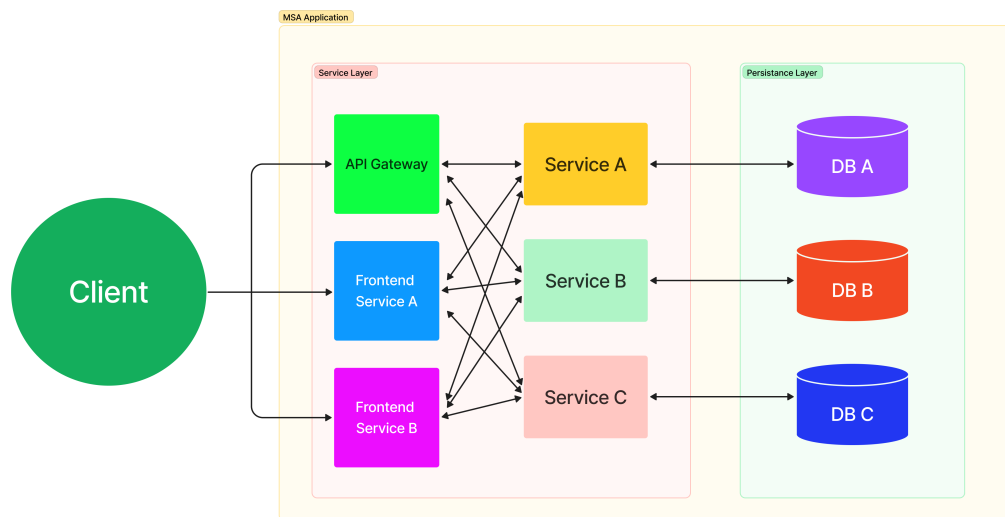 MSA Application
Service Layer
Persistance Layer
API Gateway
Service A
DB A
Client
Frontend
Service A
Service B
DB B
Frontend
Service B
Service C
DB C